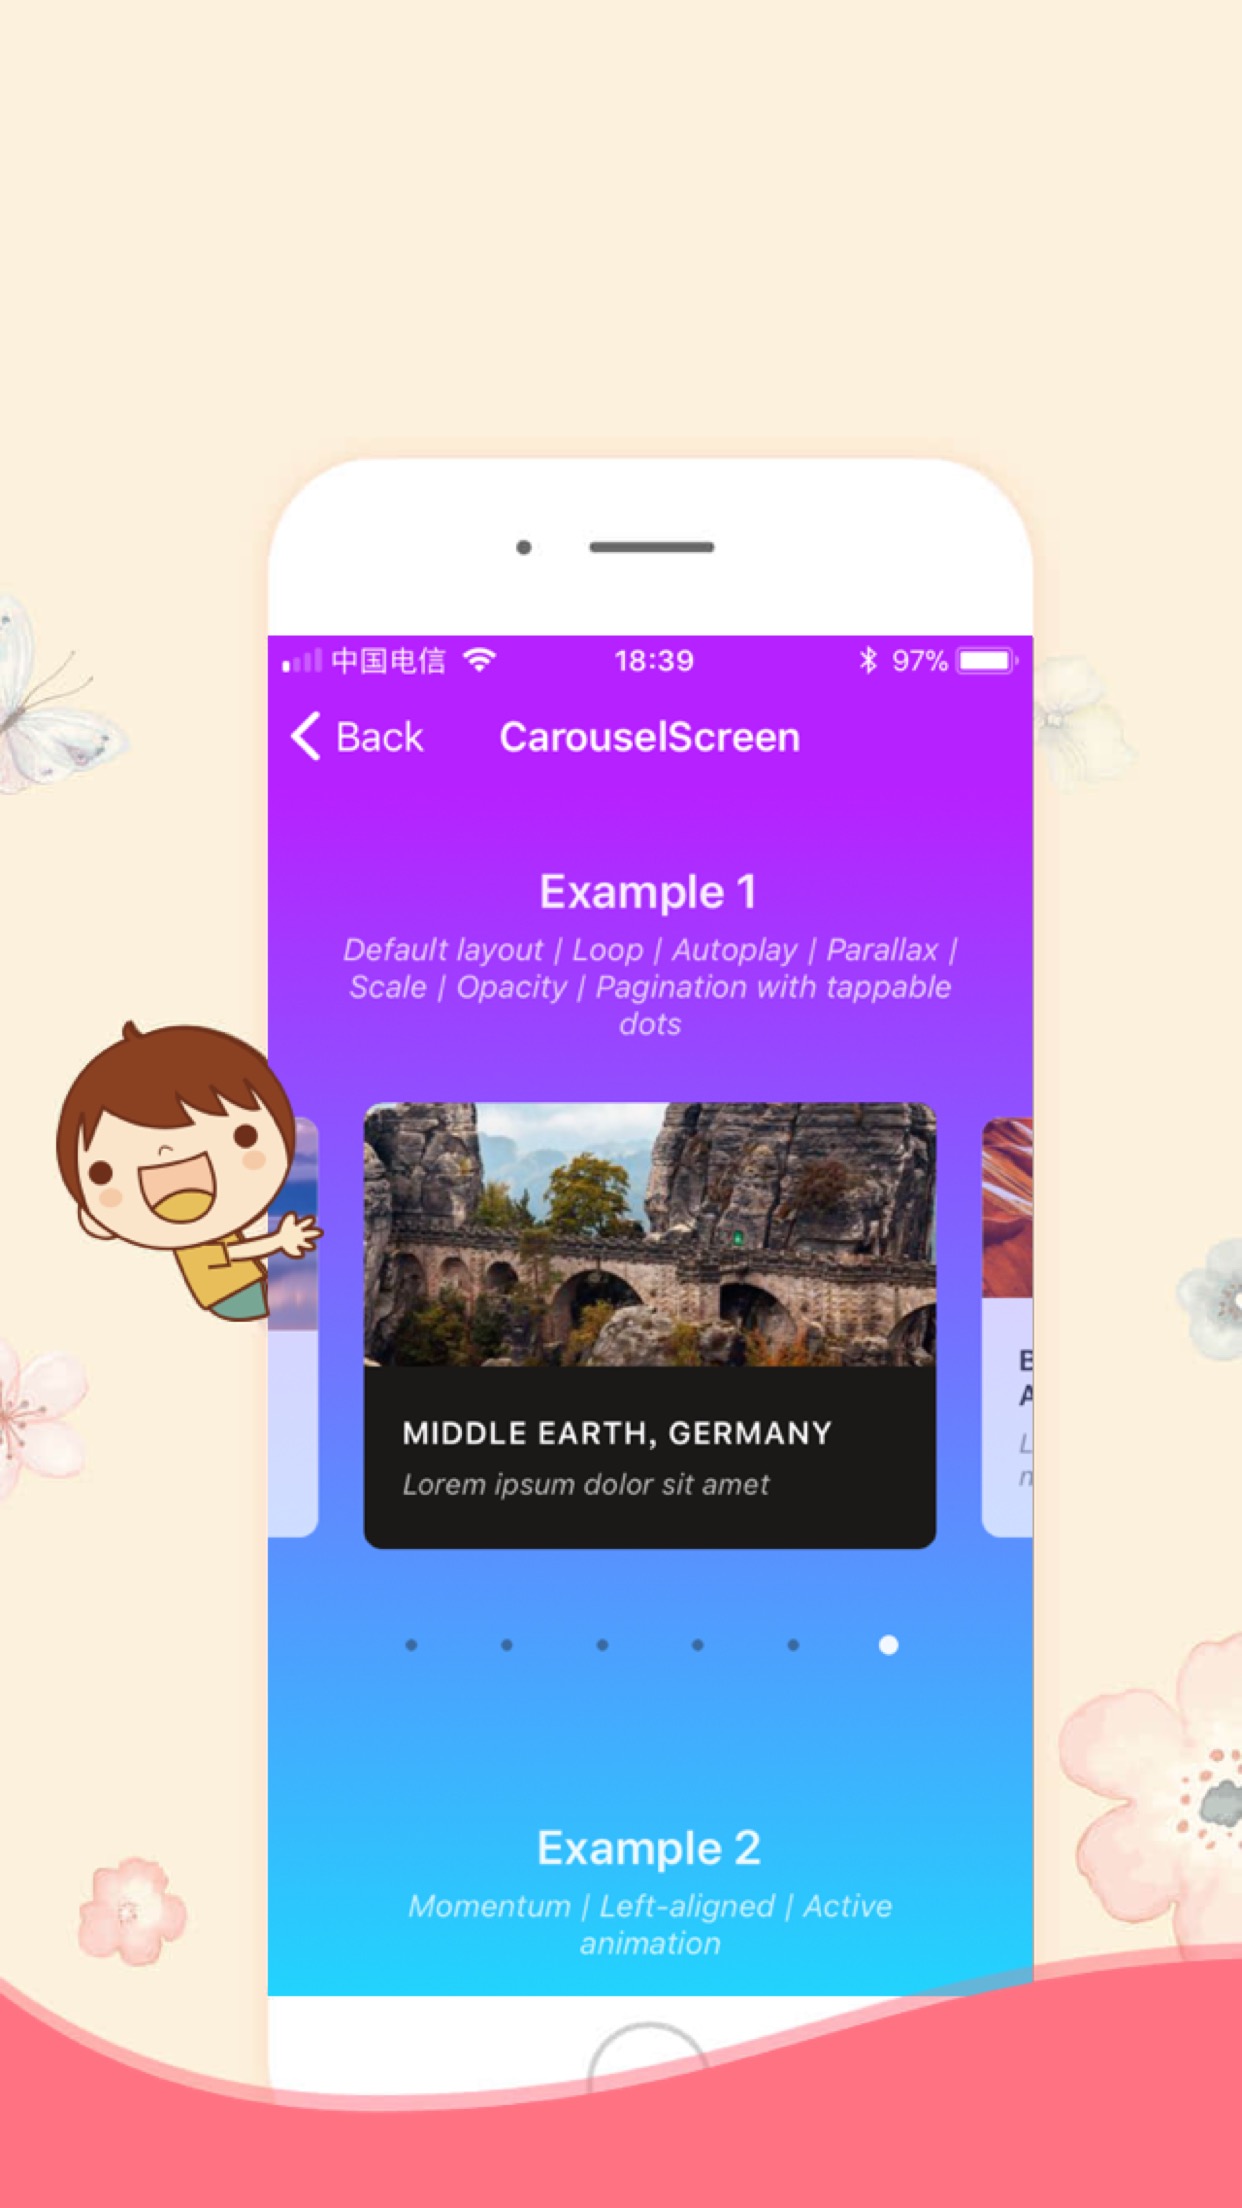 中国电信
18:39
97%
Back
CarouselScreen
Example 1
Default layout | Loop | Autoplay | Parallax |
Scale | Opacity | Pagination with tappable
dots
MIDDLE EARTH, GERMANY
Lorem ipsum dolor sit amet
Example 2
Momentum | Left-aligned | Active
animation